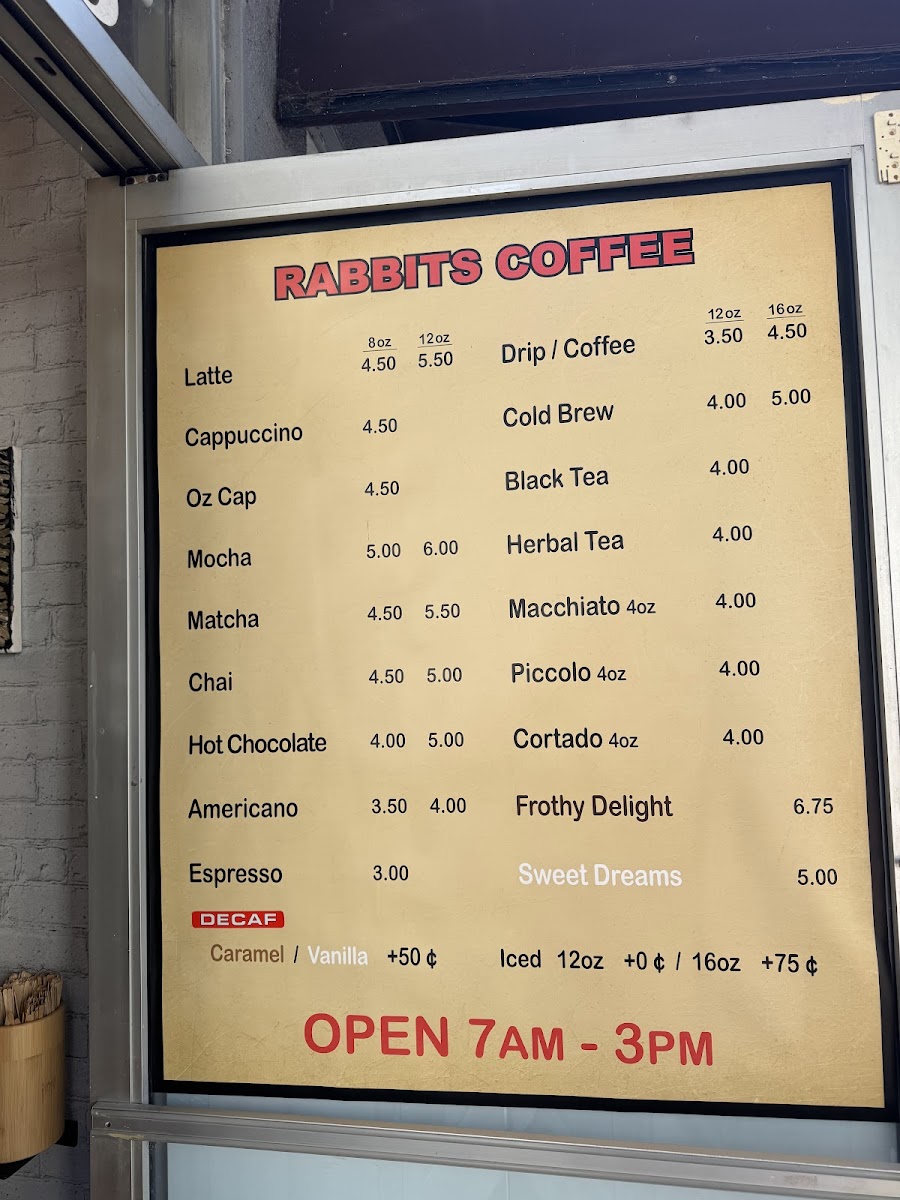 RABBITS COFFEE
8oz 12oz
Latte 4.50 5.50
Cappuccino 4.50
Oz Cap 4.50
Mocha 5.00 6.00
Matcha 4.50 5.50
Chai 4.50 5.00
Hot Chocolate 4.00 5.00
Americano 3.50 4.00
Espresso 3.00
DECAF
Caramel / Vanilla +50 ¢
12oz 16oz
Drip / Coffee 3.50 4.50
Cold Brew 4.00 5.00
Black Tea 4.00
Herbal Tea 4.00
Macchiato 4oz 4.00
Piccolo 4oz 4.00
Cortado 4oz 4.00
Frothy Delight 6.75
Sweet Dreams 5.00
Iced 12oz +0 ¢ / 16oz +75 ¢
OPEN 7AM - 3PM